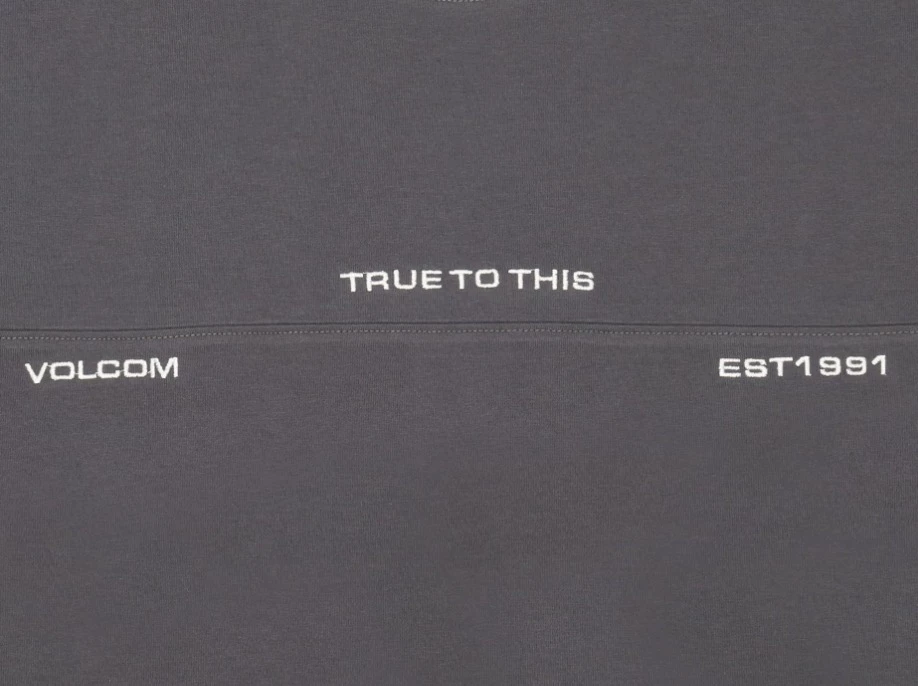 TRUE TO THIS
VOLCOM
EST1991